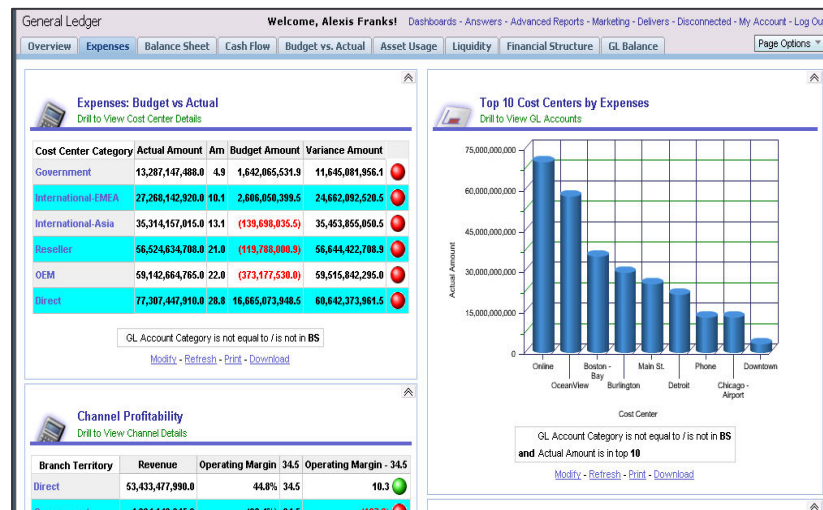 General Ledger
Welcome, Alexis Franks! Dashboards - Answers - Advanced Reports - Marketing - Delivers - Disconnected - My Account - Log Ou
Overview Expenses Balance Sheet Cash Flow Budget vs. Actual Asset Usage Liquidity Financial Structure GL Balance
Page Options
Expenses: Budget vs Actual
Drill to View Cost Center Details
Cost Center Category Actual Amount Am Budget Amount Variance Amount
Government 13,287,147,488.0 4.9 1,642,065,531.9 11,645,081,956.1
International-EMEA 27,268,142,920.0 10.1 2,606,050,399.5 24,662,092,520.5
International-Asia 35,314,157,015.0 13.1 (139,698,035.5) 35,453,855,050.5
Reseller 56,524,634,708.0 21.0 (119,788,000.9) 56,644,422,708.9
OEM 59,142,664,765.0 22.0 (373,177,530.0) 59,515,842,295.0
Direct 77,307,447,910.0 28.8 16,665,073,948.5 60,642,373,961.5
GL Account Category is not equal to / is not in BS
Modify - Refresh - Print - Download
Channel Profitability
Drill to View Channel Details
Branch Territory Revenue Operating Margin 34.5 Operating Margin - 34.5
Direct 53,433,477,990.0 44.8% 34.5 10.3
Top 10 Cost Centers by Expenses
Drill to View GL Accounts
75,000,000,000
60,000,000,000
45,000,000,000
30,000,000,000
15,000,000,000
0
Actual Amount
Online Boston - Bay Main St. Phone Downtown
OceanView Burlington Detroit Chicago - Airport
Cost Center
GL Account Category is not equal to / is not in BS
and Actual Amount is in top 10
Modify - Refresh - Print - Download